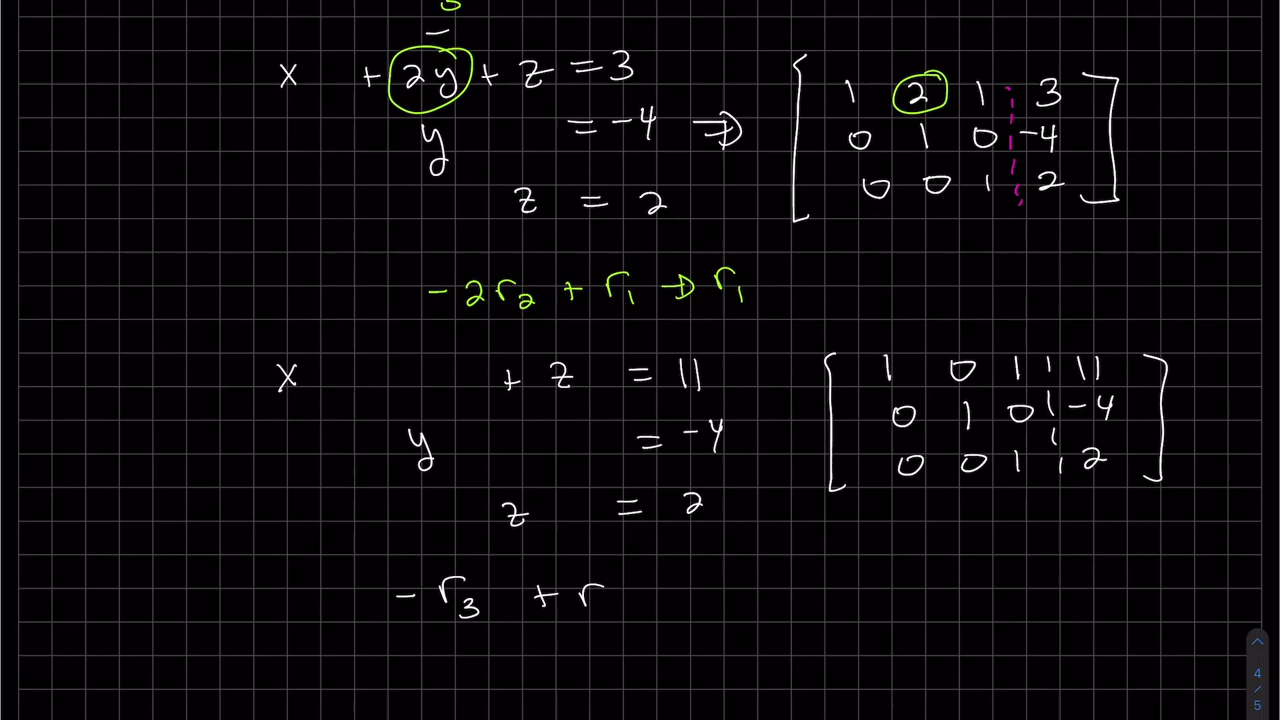 x + 2y + z = 3
y = -4 ⇒
z = 2
[ 1 2 1 ¦ 3
0 1 0 ¦ -4
0 0 1 ¦ 2 ]
-2r₂ + r₁ → r₁
x + z = 11
y = -4
z = 2
[ 1 0 1 ¦ 11
0 1 0 ¦ -4
0 0 1 ¦ 2 ]
-r₃ + r
4
/
5